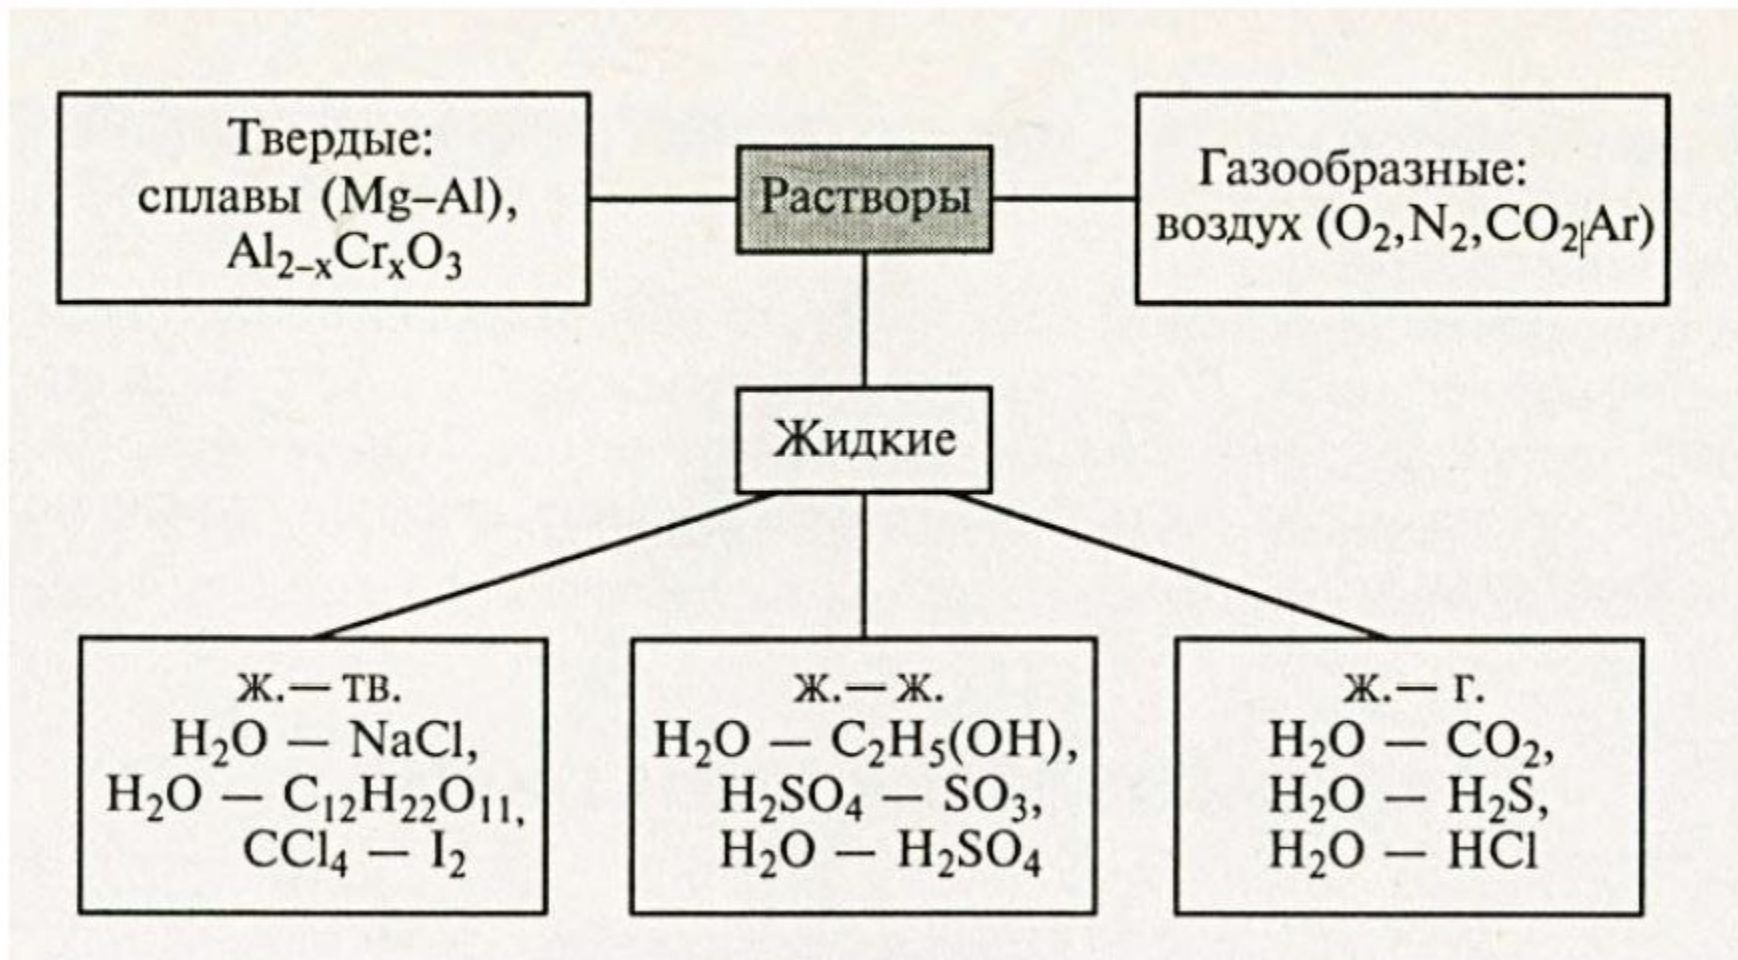 Твердые:
сплавы (Mg–Al),
Al₂₋ₓCrₓO₃
Растворы
Газообразные:
воздух (O₂,N₂,CO₂|Ar)
Жидкие
ж.— тв.
H₂O — NaCl,
H₂O — C₁₂H₂₂O₁₁,
CCl₄ — I₂
ж.— ж.
H₂O — C₂H₅(OH),
H₂SO₄ — SO₃,
H₂O — H₂SO₄
ж.— г.
H₂O — CO₂,
H₂O — H₂S,
H₂O — HCl